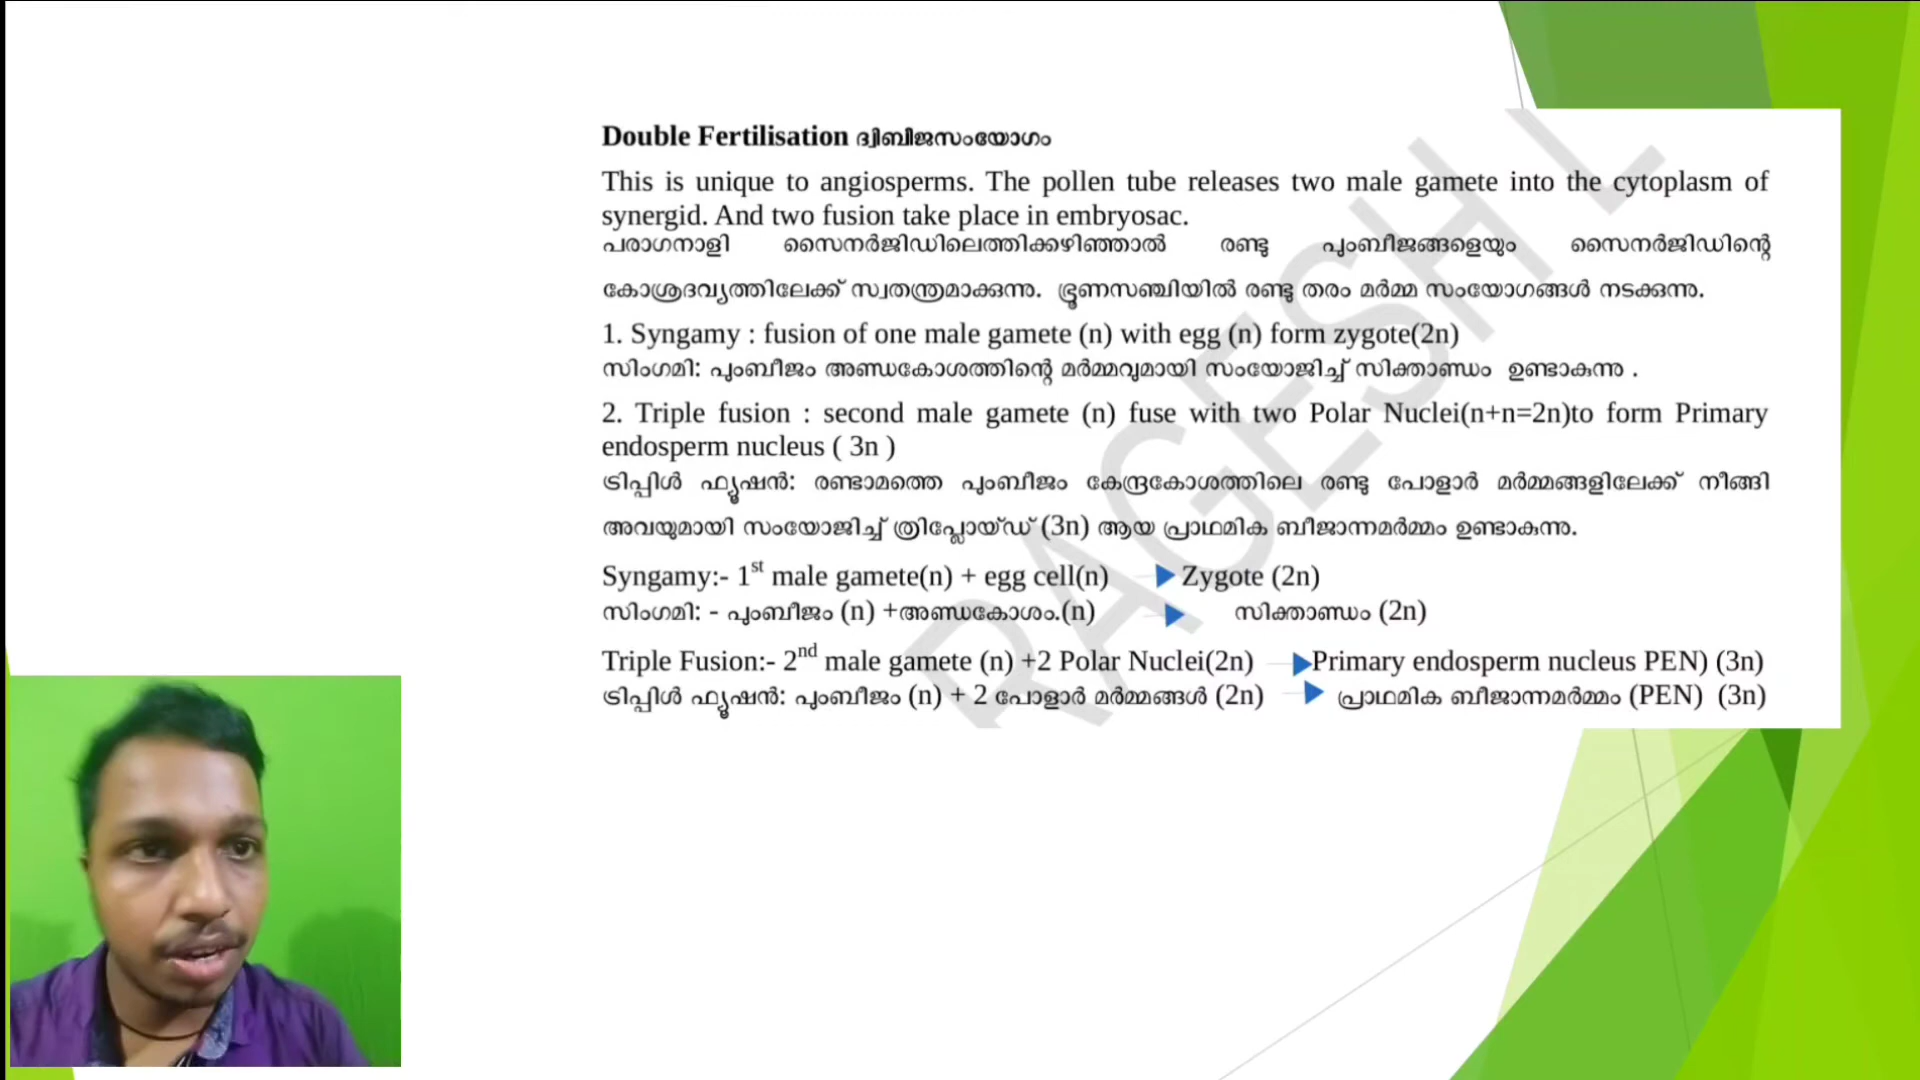 Double Fertilisation ദ്വിബീജസംയോഗം
This is unique to angiosperms. The pollen tube releases two male gamete into the cytoplasm of
synergid. And two fusion take place in embryosac.
പരാഗനാളി സൈനർജിഡിലെത്തിക്കഴിഞ്ഞാൽ രണ്ടു പുംബീജങ്ങളെയും സൈനർജിഡിന്റെ
കോശദ്രവ്യത്തിലേക്ക് സ്വതന്ത്രമാക്കുന്നു. ഭ്രൂണസഞ്ചിയിൽ രണ്ടു തരം മർമ്മ സംയോഗങ്ങൾ നടക്കുന്നു.
1. Syngamy : fusion of one male gamete (n) with egg (n) form zygote(2n)
സിംഗമി: പുംബീജം അണ്ഡകോശത്തിന്റെ മർമ്മവുമായി സംയോജിച്ച് സിക്താണ്ഡം ഉണ്ടാകുന്നു .
2. Triple fusion : second male gamete (n) fuse with two Polar Nuclei(n+n=2n)to form Primary
endosperm nucleus ( 3n )
ട്രിപ്പിൾ ഫ്യൂഷൻ: രണ്ടാമത്തെ പുംബീജം കേന്ദ്രകോശത്തിലെ രണ്ടു പോളാർ മർമ്മങ്ങളിലേക്ക് നീങ്ങി
അവയുമായി സംയോജിച്ച് ത്രിപ്ലോയ്ഡ് (3n) ആയ പ്രാഥമിക ബീജാന്നമർമ്മം ഉണ്ടാകുന്നു.
Syngamy:- 1st male gamete(n) + egg cell(n) Zygote (2n)
സിംഗമി: - പുംബീജം (n) +അണ്ഡകോശം.(n) സിക്താണ്ഡം (2n)
Triple Fusion:- 2nd male gamete (n) +2 Polar Nuclei(2n) Primary endosperm nucleus PEN) (3n)
ട്രിപ്പിൾ ഫ്യൂഷൻ: പുംബീജം (n) + 2 പോളാർ മർമ്മങ്ങൾ (2n) പ്രാഥമിക ബീജാന്നമർമ്മം (PEN) (3n)
RAGESH L